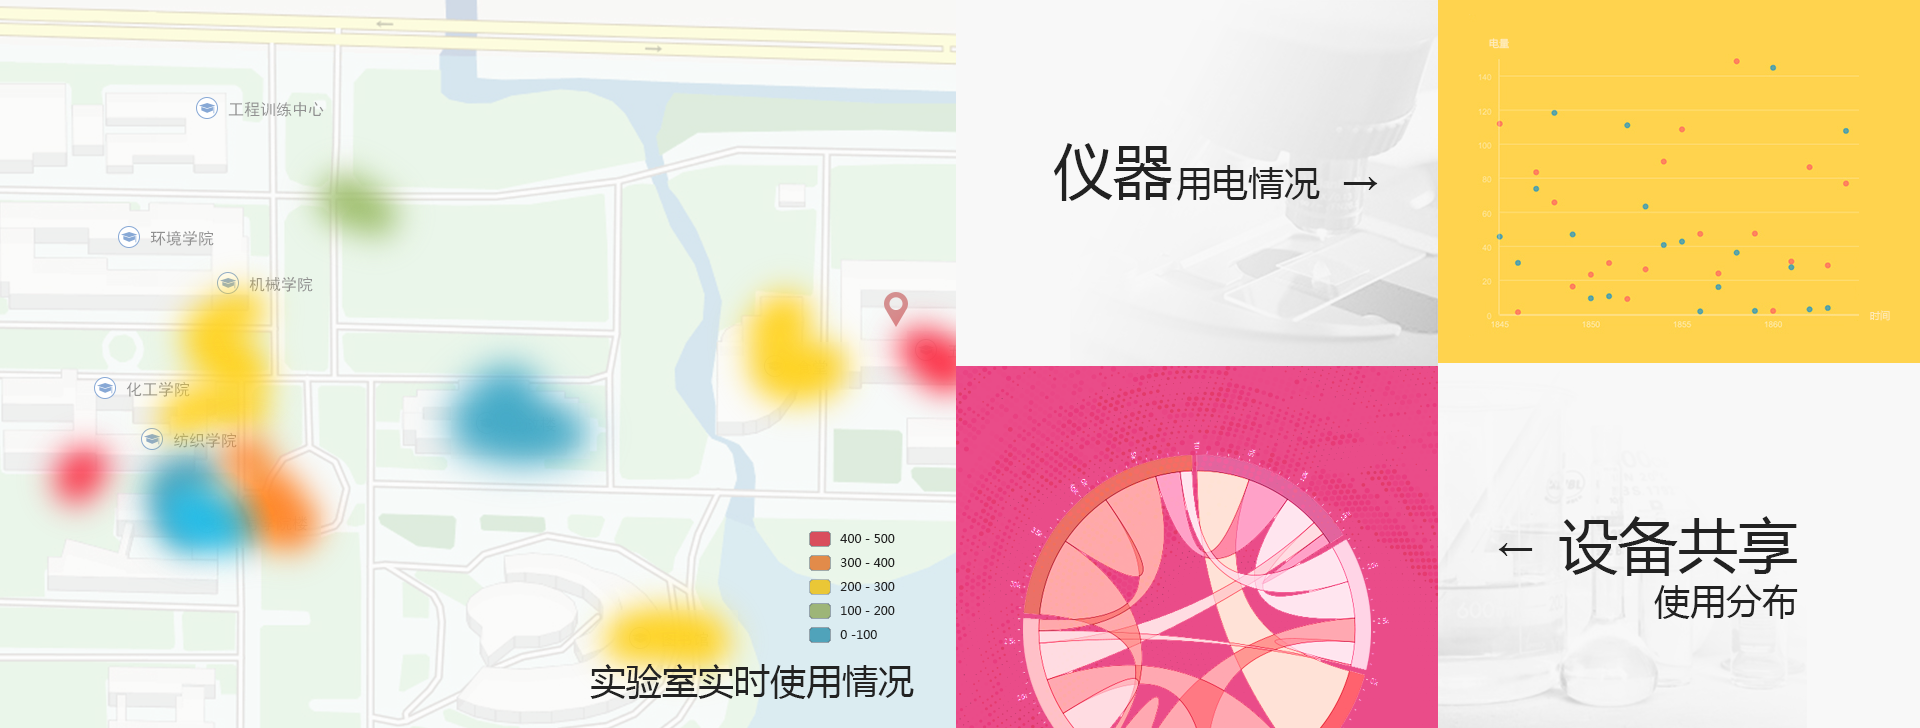 工程训练中心
环境学院
机械学院
化工学院
纺织学院
400 - 500
300 - 400
200 - 300
100 - 200
0 -100
实验室实时使用情况
仪器用电情况 →
电量
140
120
100
80
60
40
20
0
1845
1850
1855
1860
时间
← 设备共享
使用分布